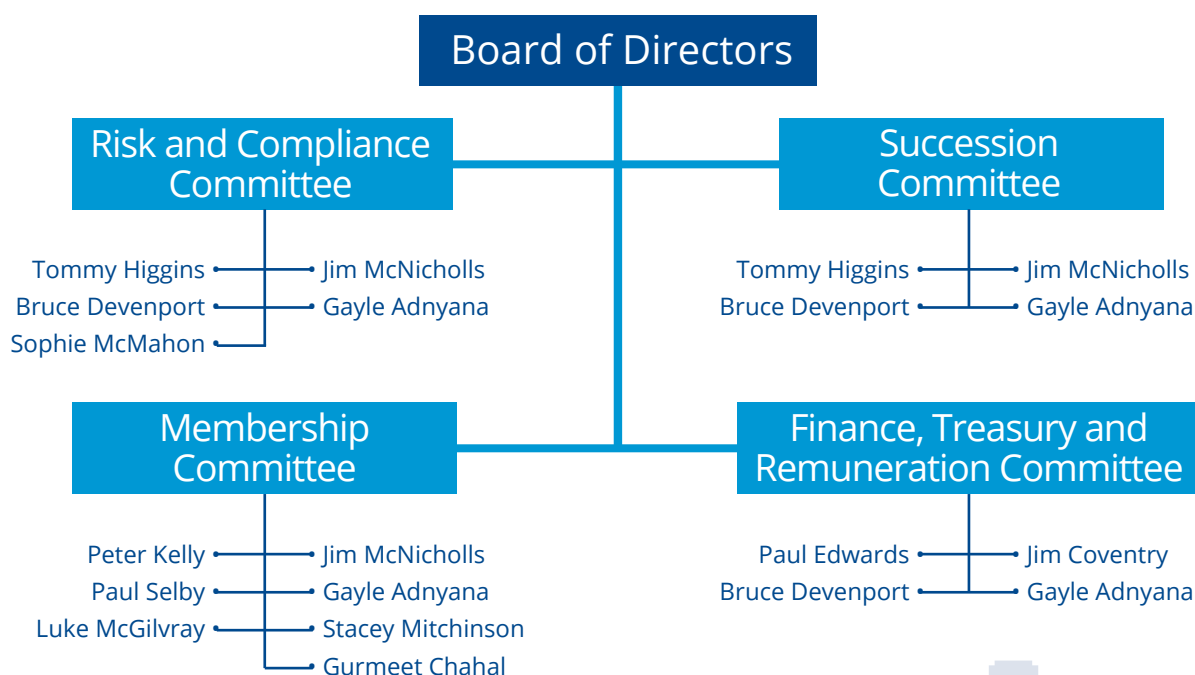 Board of Directors
Risk and Compliance
Committee
Succession
Committee
Tommy Higgins
Jim McNicholls
Bruce Devenport
Gayle Adnyana
Sophie McMahon
Tommy Higgins
Jim McNicholls
Bruce Devenport
Gayle Adnyana
Membership
Committee
Finance, Treasury and
Remuneration Committee
Peter Kelly
Jim McNicholls
Paul Selby
Gayle Adnyana
Luke McGilvray
Stacey Mitchinson
Gurmeet Chahal
Paul Edwards
Jim Coventry
Bruce Devenport
Gayle Adnyana